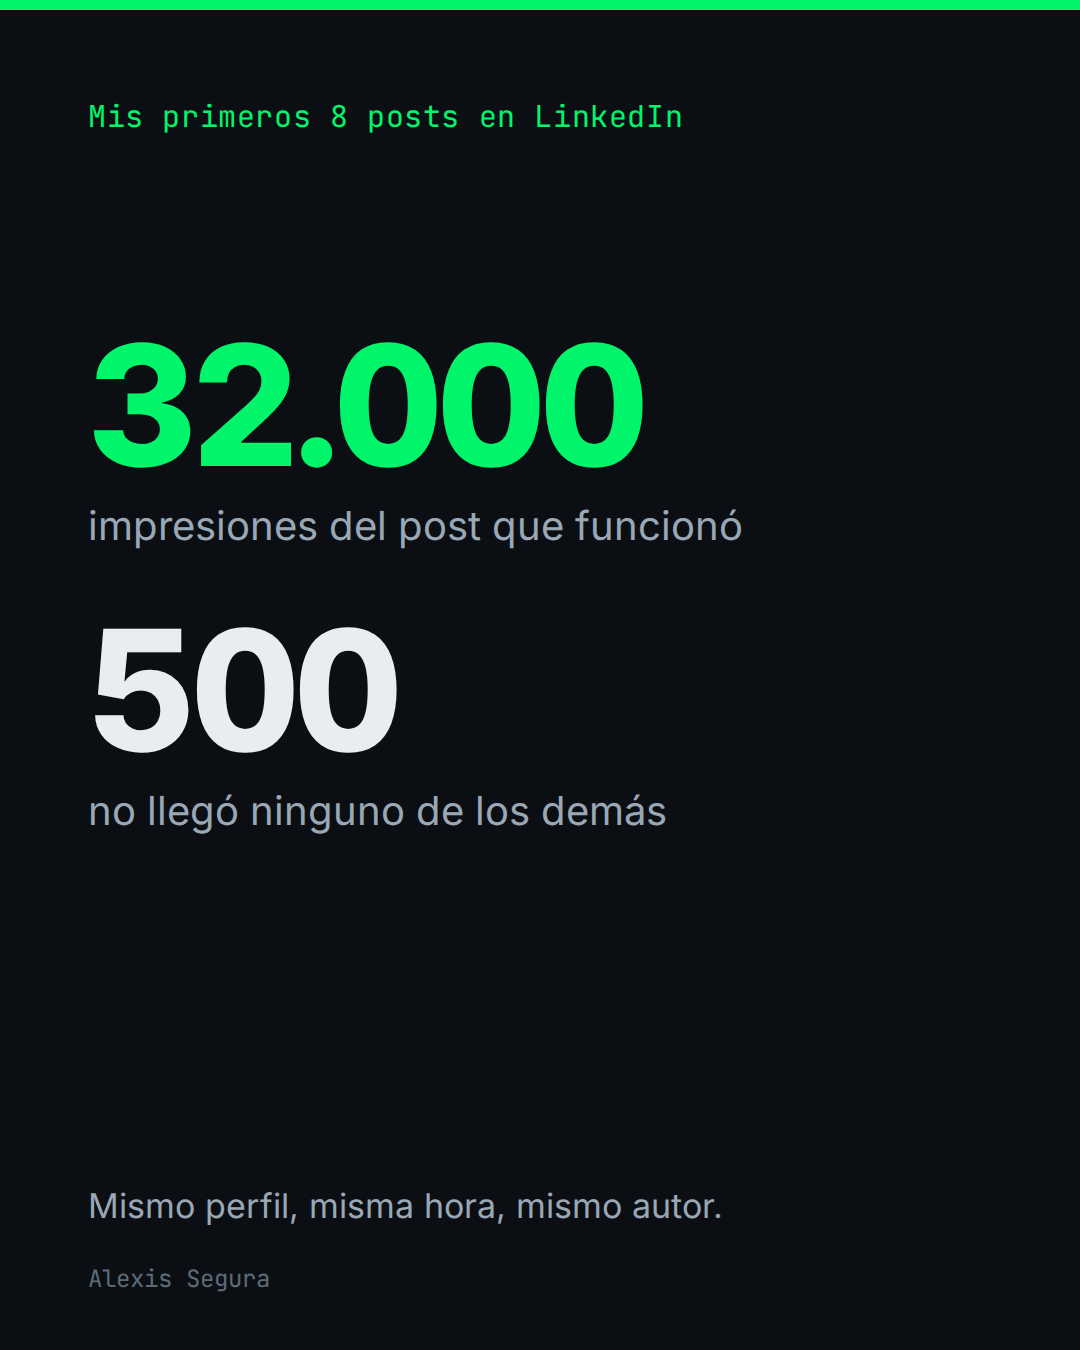 Mis primeros 8 posts en LinkedIn
32.000
impresiones del post que funcionó
500
no llegó ninguno de los demás
Mismo perfil, misma hora, mismo autor.
Alexis Segura